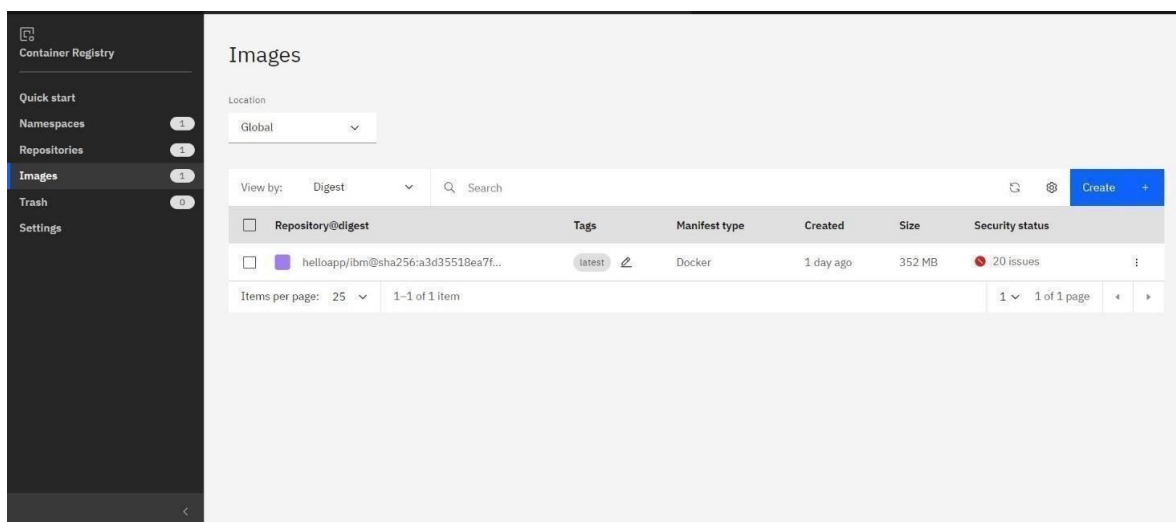 Container Registry
Quick start
Namespaces 1
Repositories 1
Images 1
Trash 0
Settings
Images
Location
Global
View by: Digest Search Create +
Repository@digest Tags Manifest type Created Size Security status
helloapp/ibm@sha256:a3d35518ea7f... latest Docker 1 day ago 352 MB 20 issues
Items per page: 25 1–1 of 1 item 1 1 of 1 page